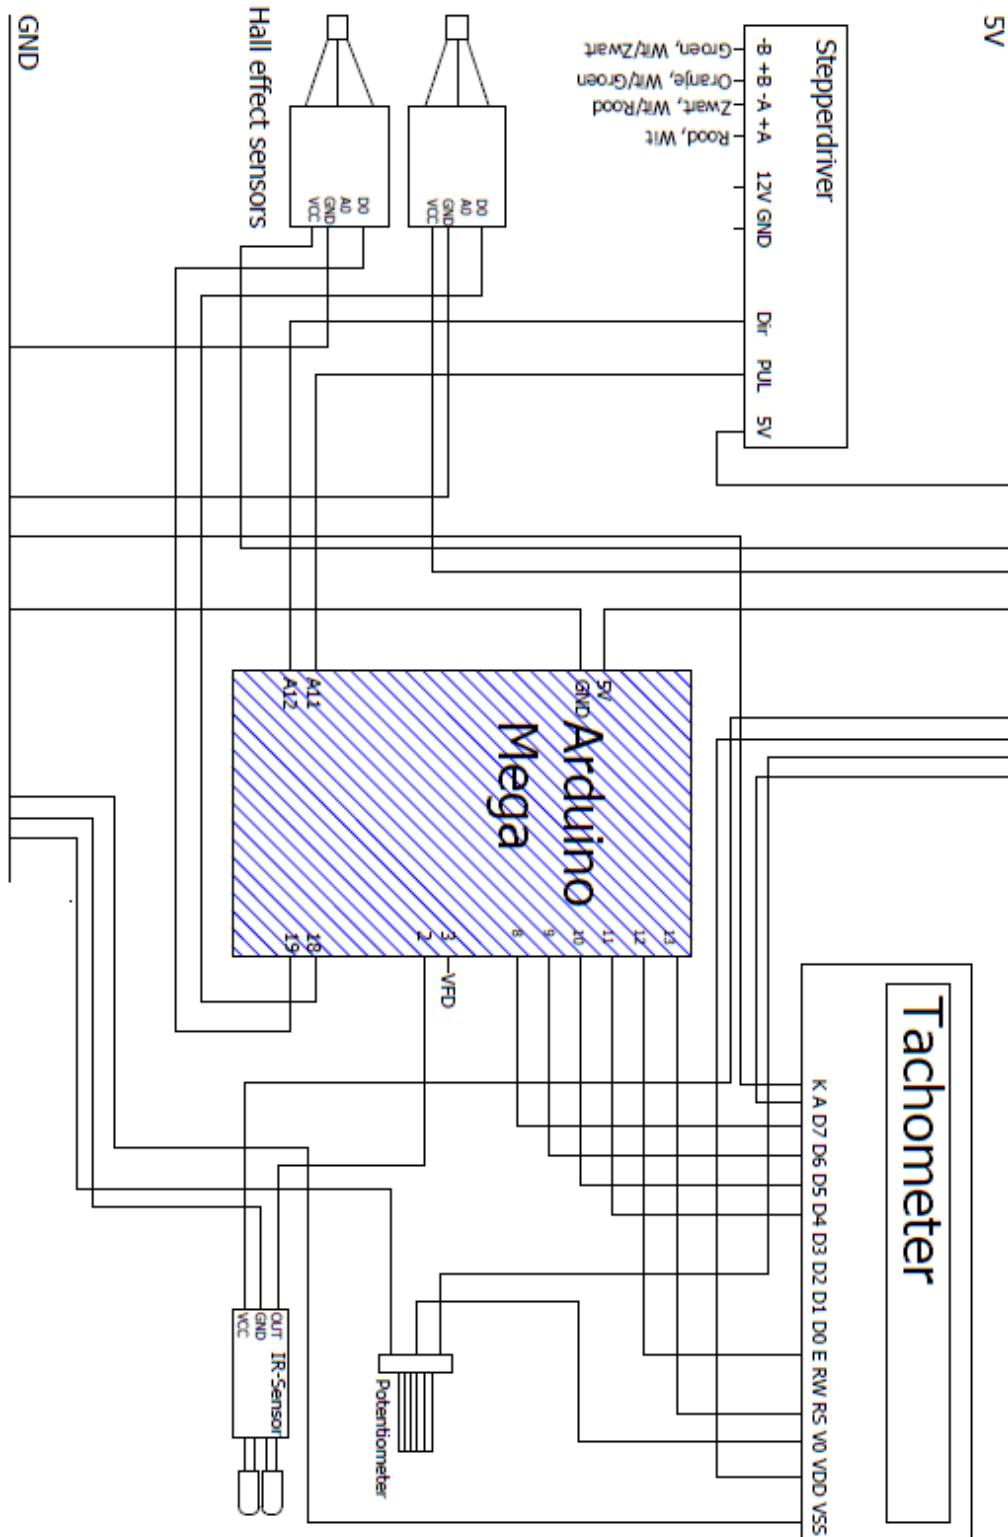 5V
Stepperdriver
-B +B -A +A 12V GND Dir PUL 5V
Groen, Wit/Zwart
Oranje, Wit/Groen
Zwart, Wit/Rood
Rood, Wit
D0
A0
GND
VCC
D0
A0
GND
VCC
Hall effect sensors
GND
5V
GND
A11
A12
Arduino
Mega
13
12
11
10
9
8
3
2
18
19
VFD
Tachometer
K A D7 D6 D5 D4 D3 D2 D1 D0 E RW RS V0 VDD VSS
Potentiometer
OUT
GND
VCC
IR-Sensor